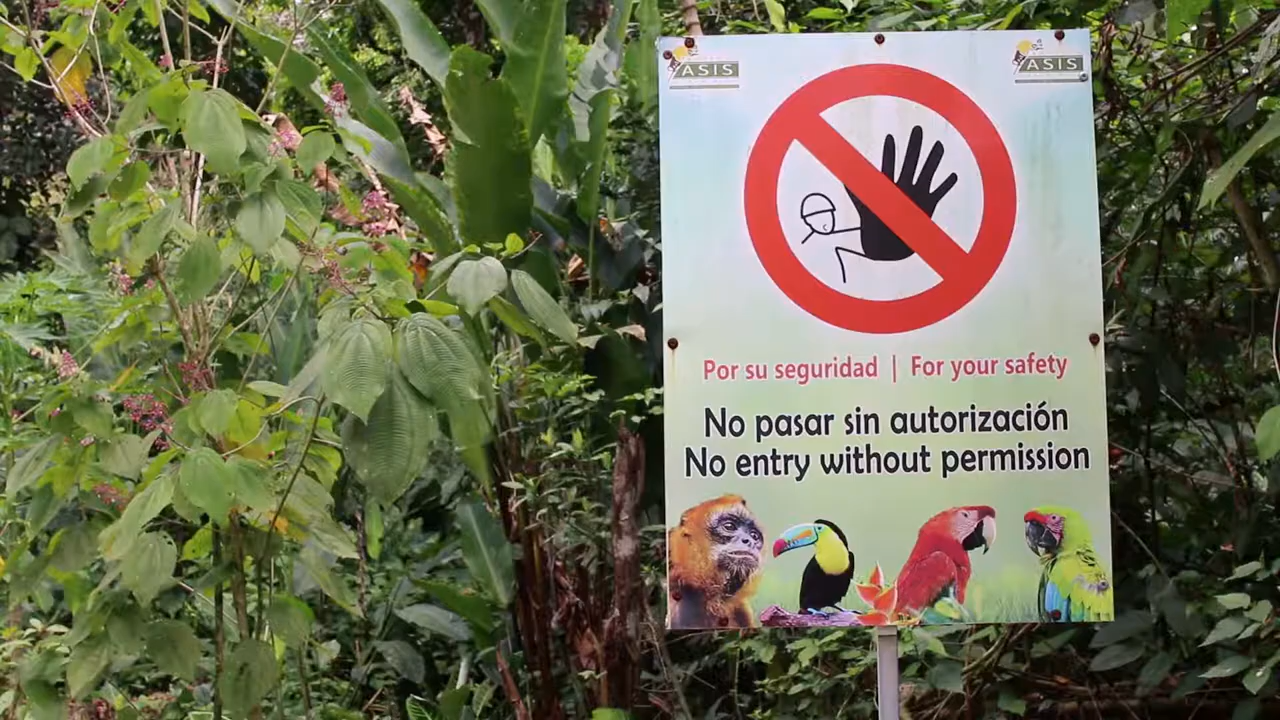 ASIS
ASIS
Por su seguridad | For your safety
No pasar sin autorización
No entry without permission